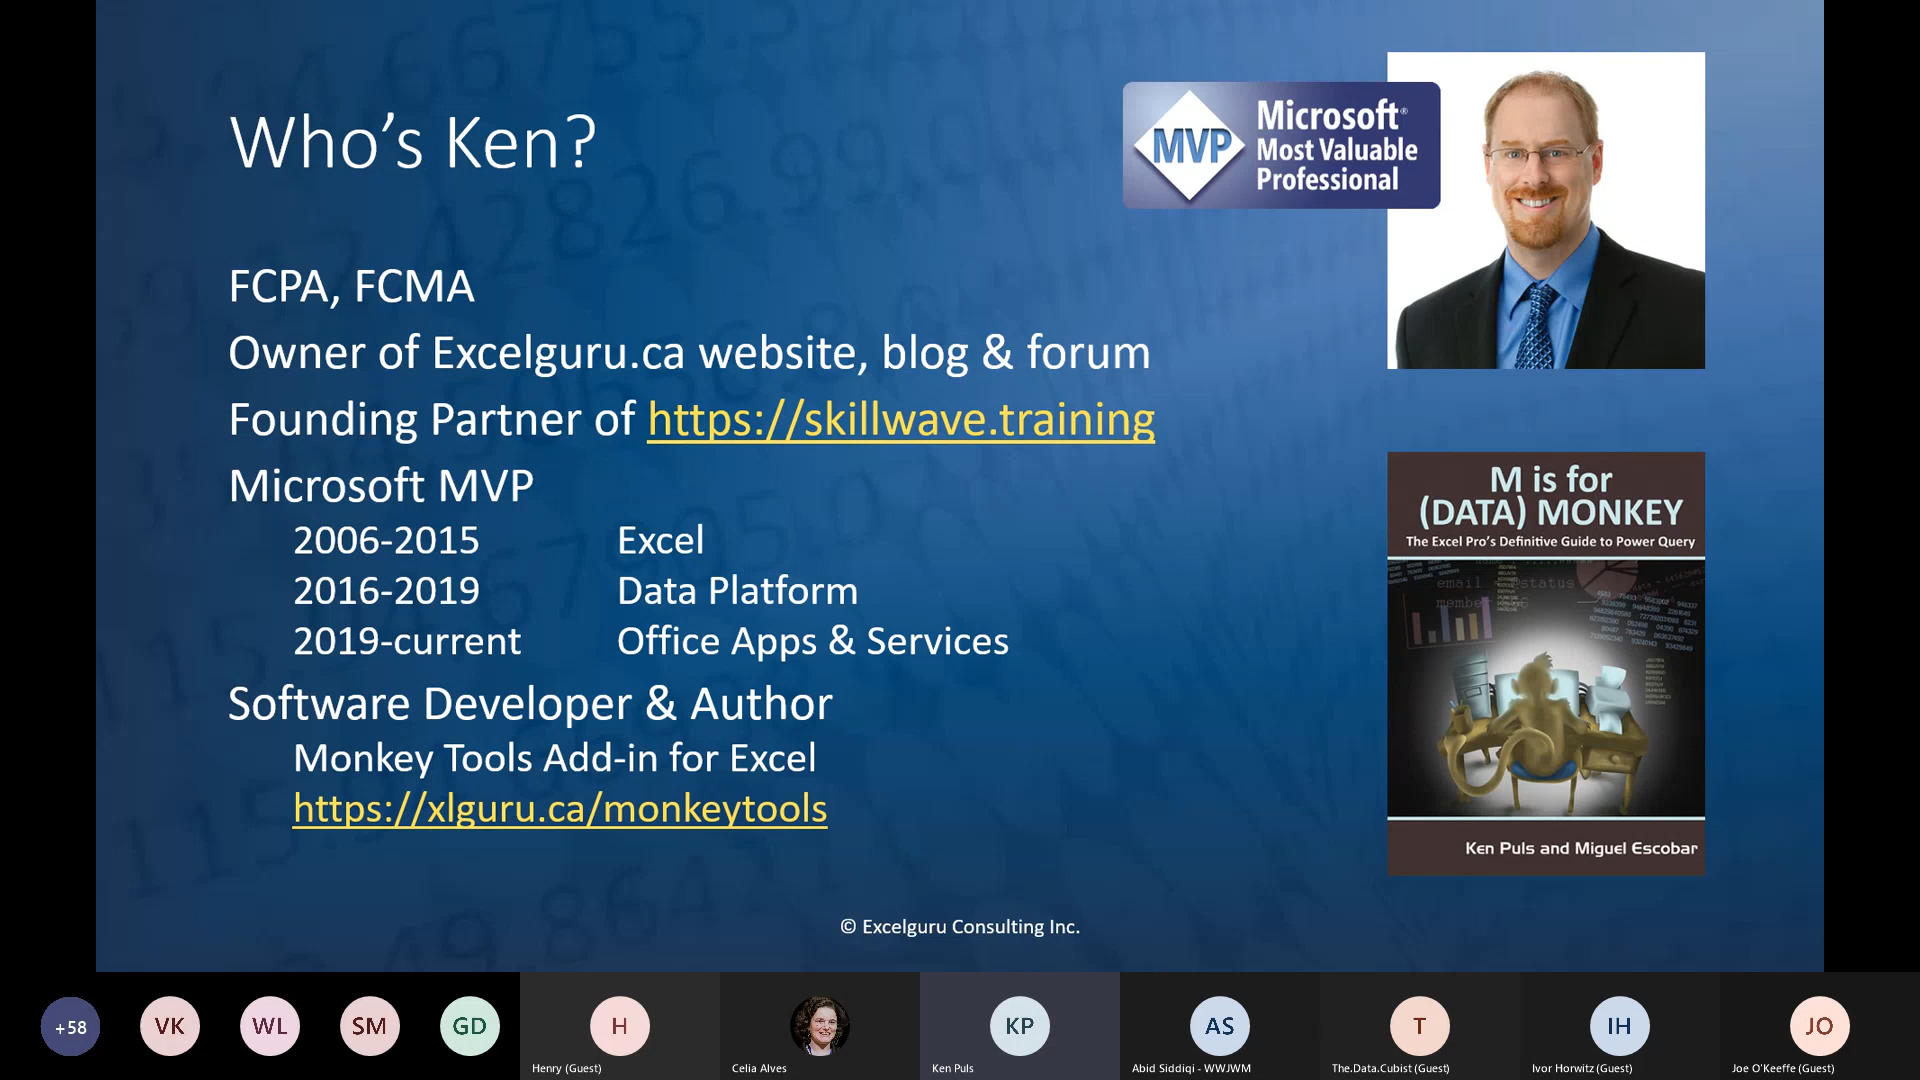 Who's Ken?
MVP
Microsoft®
Most Valuable
Professional
FCPA, FCMA
Owner of Excelguru.ca website, blog & forum
Founding Partner of https://skillwave.training
Microsoft MVP
2006-2015 Excel
2016-2019 Data Platform
2019-current Office Apps & Services
Software Developer & Author
Monkey Tools Add-in for Excel
https://xlguru.ca/monkeytools
M is for
(DATA) MONKEY
The Excel Pro's Definitive Guide to Power Query
email @status
Ken Puls and Miguel Escobar
© Excelguru Consulting Inc.
+58
VK
WL
SM
GD
H
KP
AS
T
IH
JO
Henry (Guest)
Celia Alves
Ken Puls
Abid Siddiqi - WWJWM
The.Data.Cubist (Guest)
Ivor Horwitz (Guest)
Joe O'Keeffe (Guest)